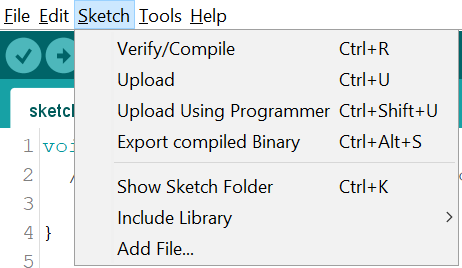 File Edit Sketch Tools Help
Verify/Compile Ctrl+R
Upload Ctrl+U
Upload Using Programmer Ctrl+Shift+U
Export compiled Binary Ctrl+Alt+S
Show Sketch Folder Ctrl+K
Include Library
Add File...
sketch
1 voi
2 /
3
4 }
5